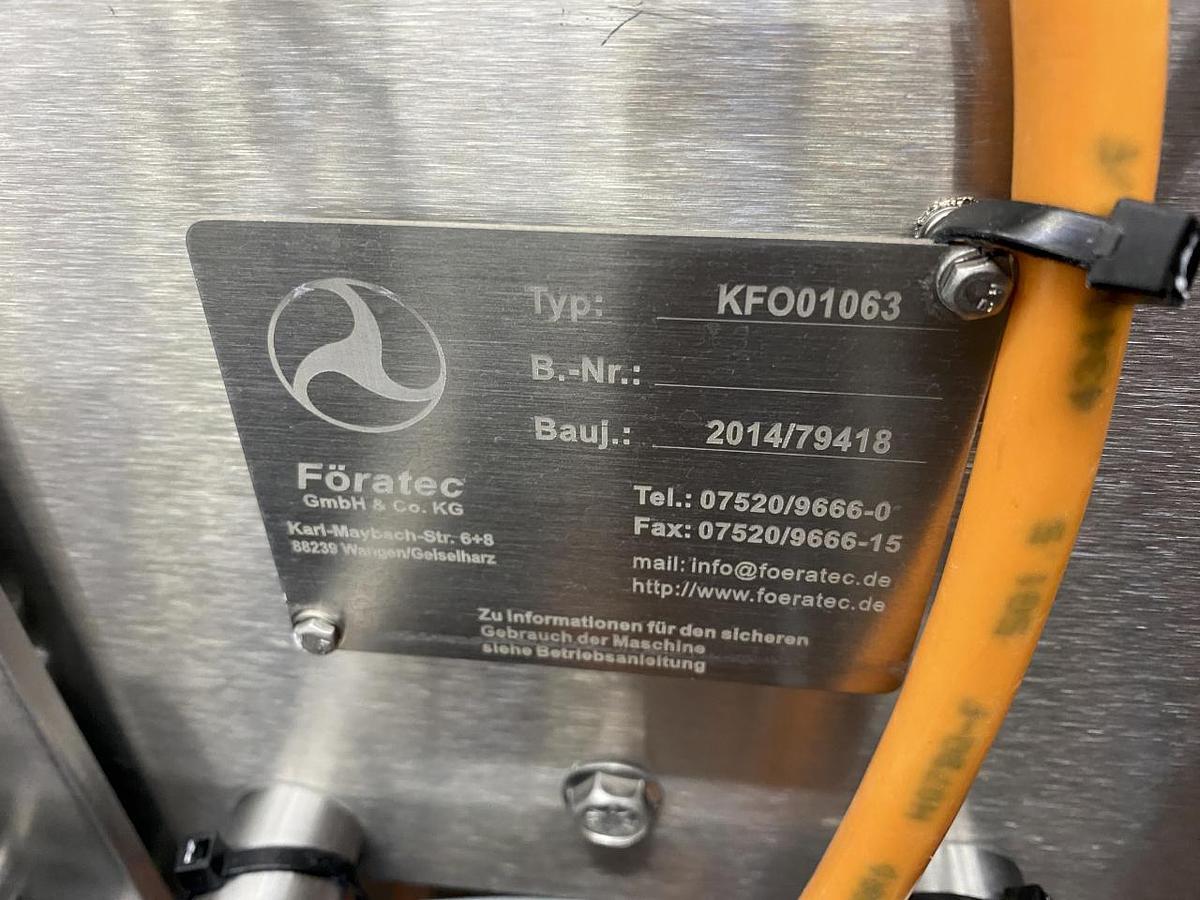 Typ: KFO01063
B.-Nr.:
Bauj.: 2014/79418
Föratec
GmbH & Co. KG
Karl-Maybach-Str. 6+8
88239 Wangen/Geiselharz
Tel.: 07520/9666-0
Fax: 07520/9666-15
mail: info@foeratec.de
http://www.foeratec.de
Zu Informationen für den sicheren
Gebrauch der Maschine
siehe Betriebsanleitung